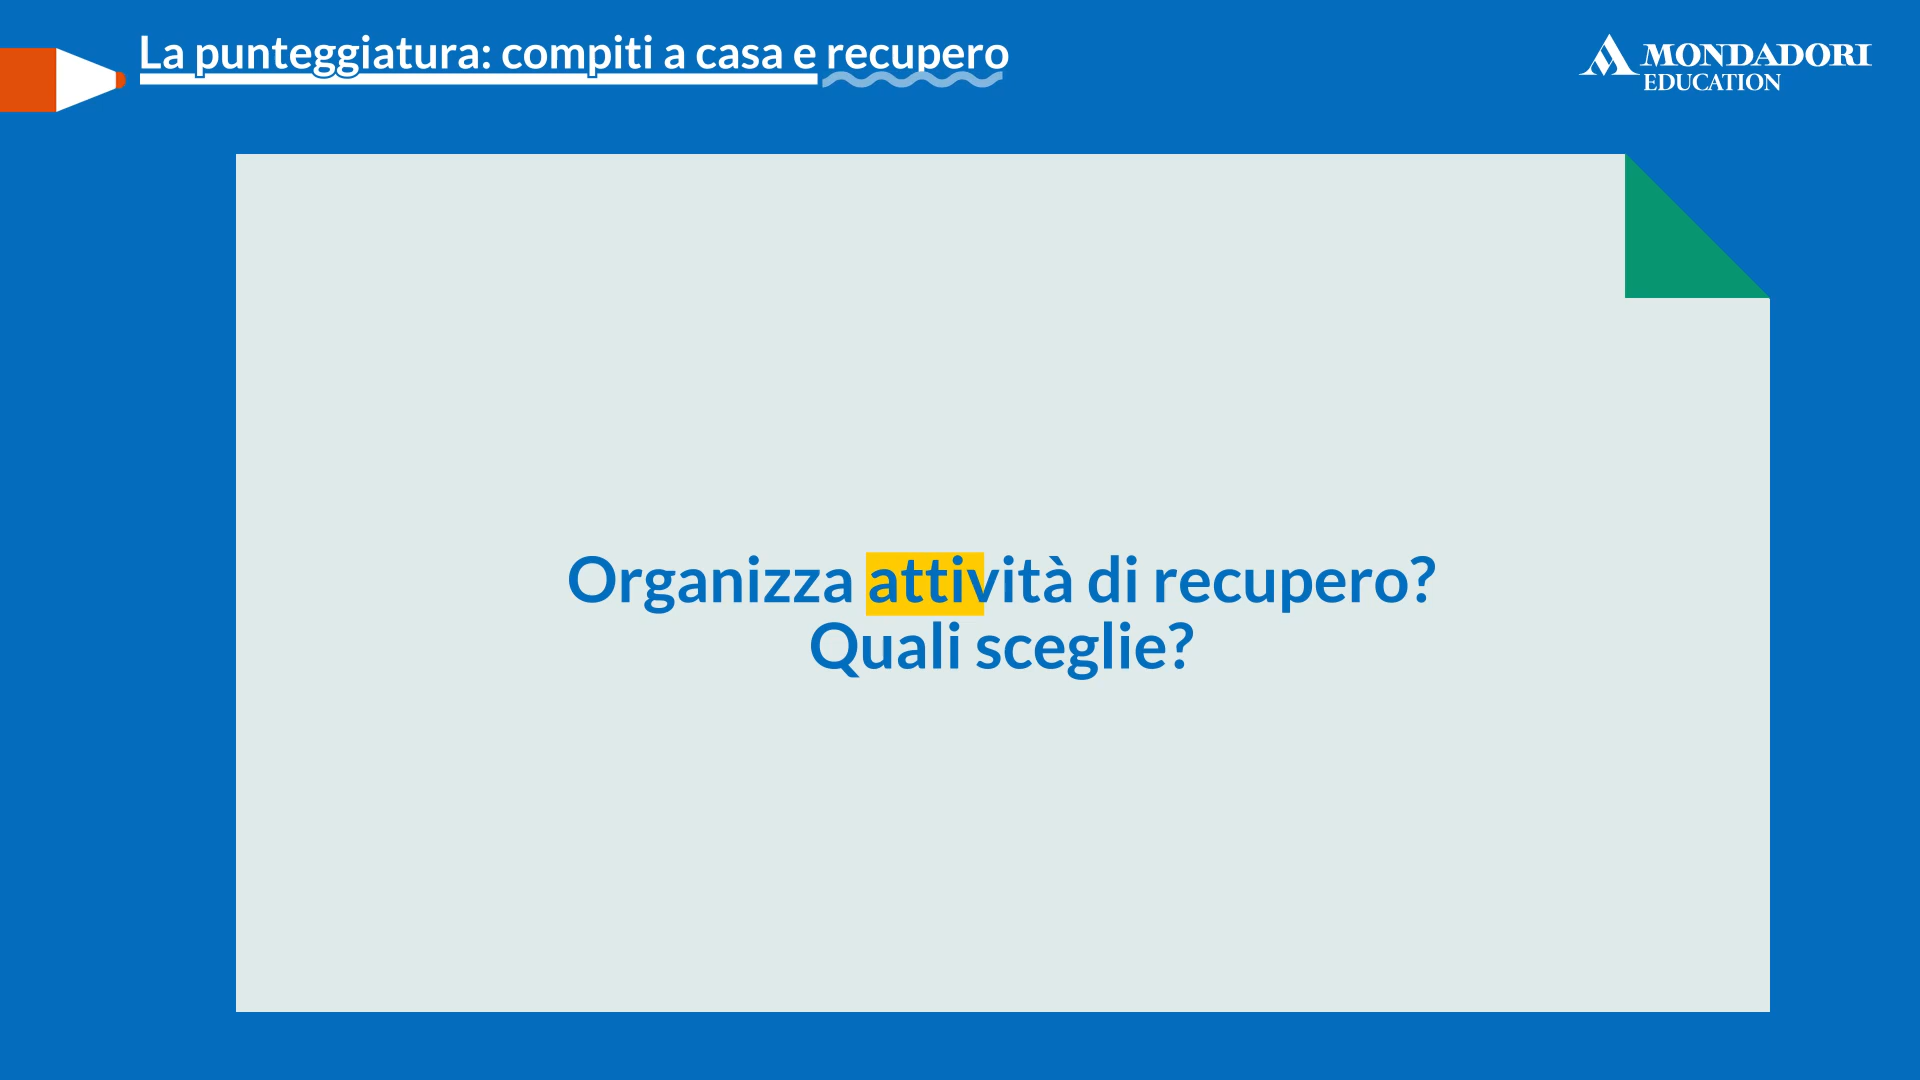 La punteggiatura: compiti a casa e recupero
MONDADORI
EDUCATION
Organizza attività di recupero?
Quali sceglie?